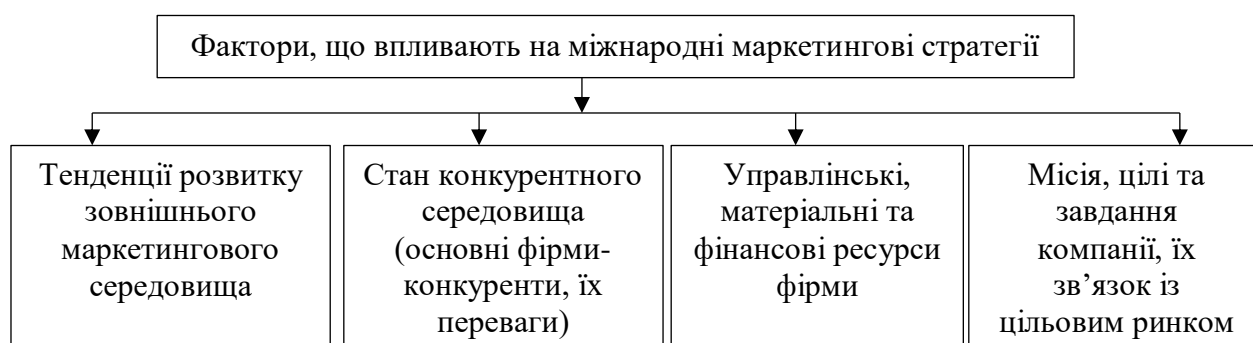 Фактори, що впливають на міжнародні маркетингові стратегії
Тенденції розвитку
зовнішнього
маркетингового
середовища
Стан конкурентного
середовища
(основні фірми-
конкуренти, їх
переваги)
Управлінські,
матеріальні та
фінансові ресурси
фірми
Місія, цілі та
завдання
компанії, їх
зв’язок із
цільовим ринком